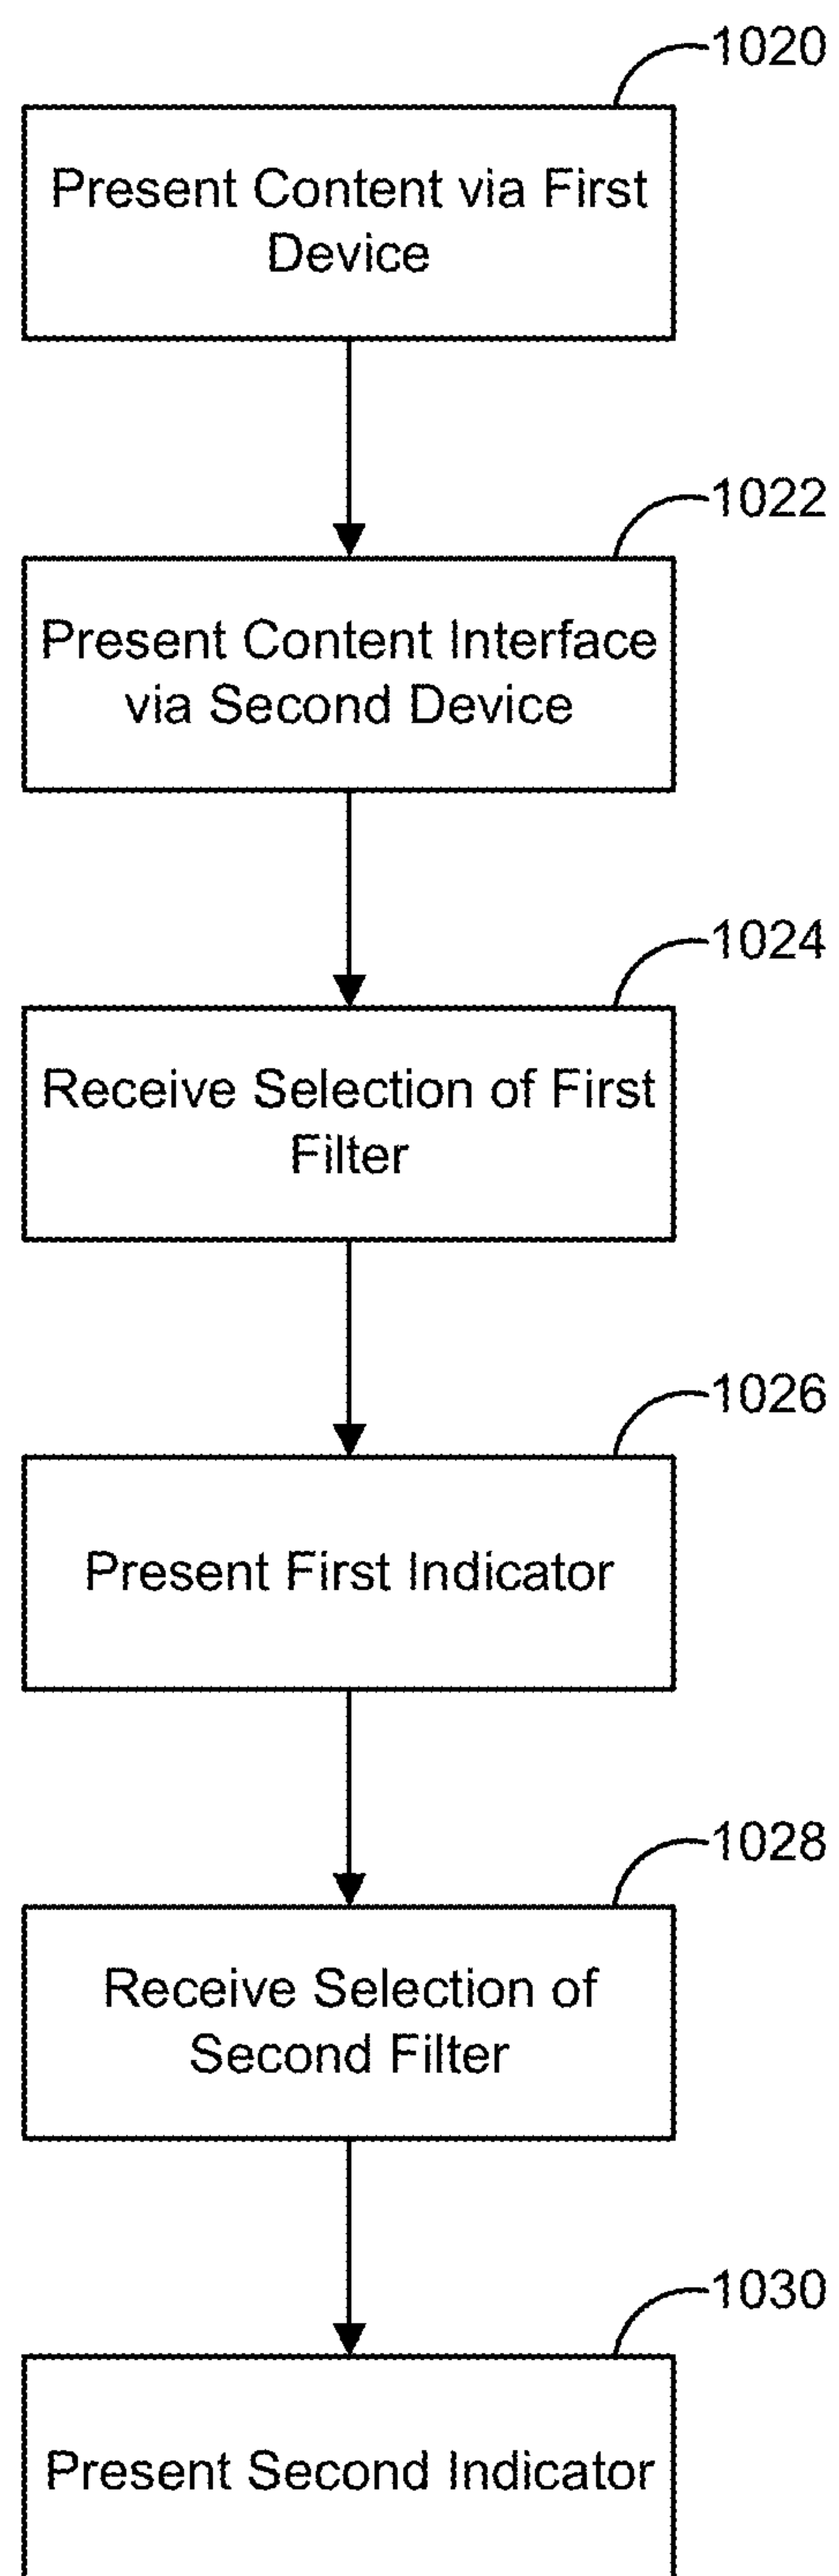 1020
Present Content via First
Device
1022
Present Content Interface
via Second Device
1024
Receive Selection of First
Filter
1026
Present First Indicator
1028
Receive Selection of
Second Filter
1030
Present Second Indicator